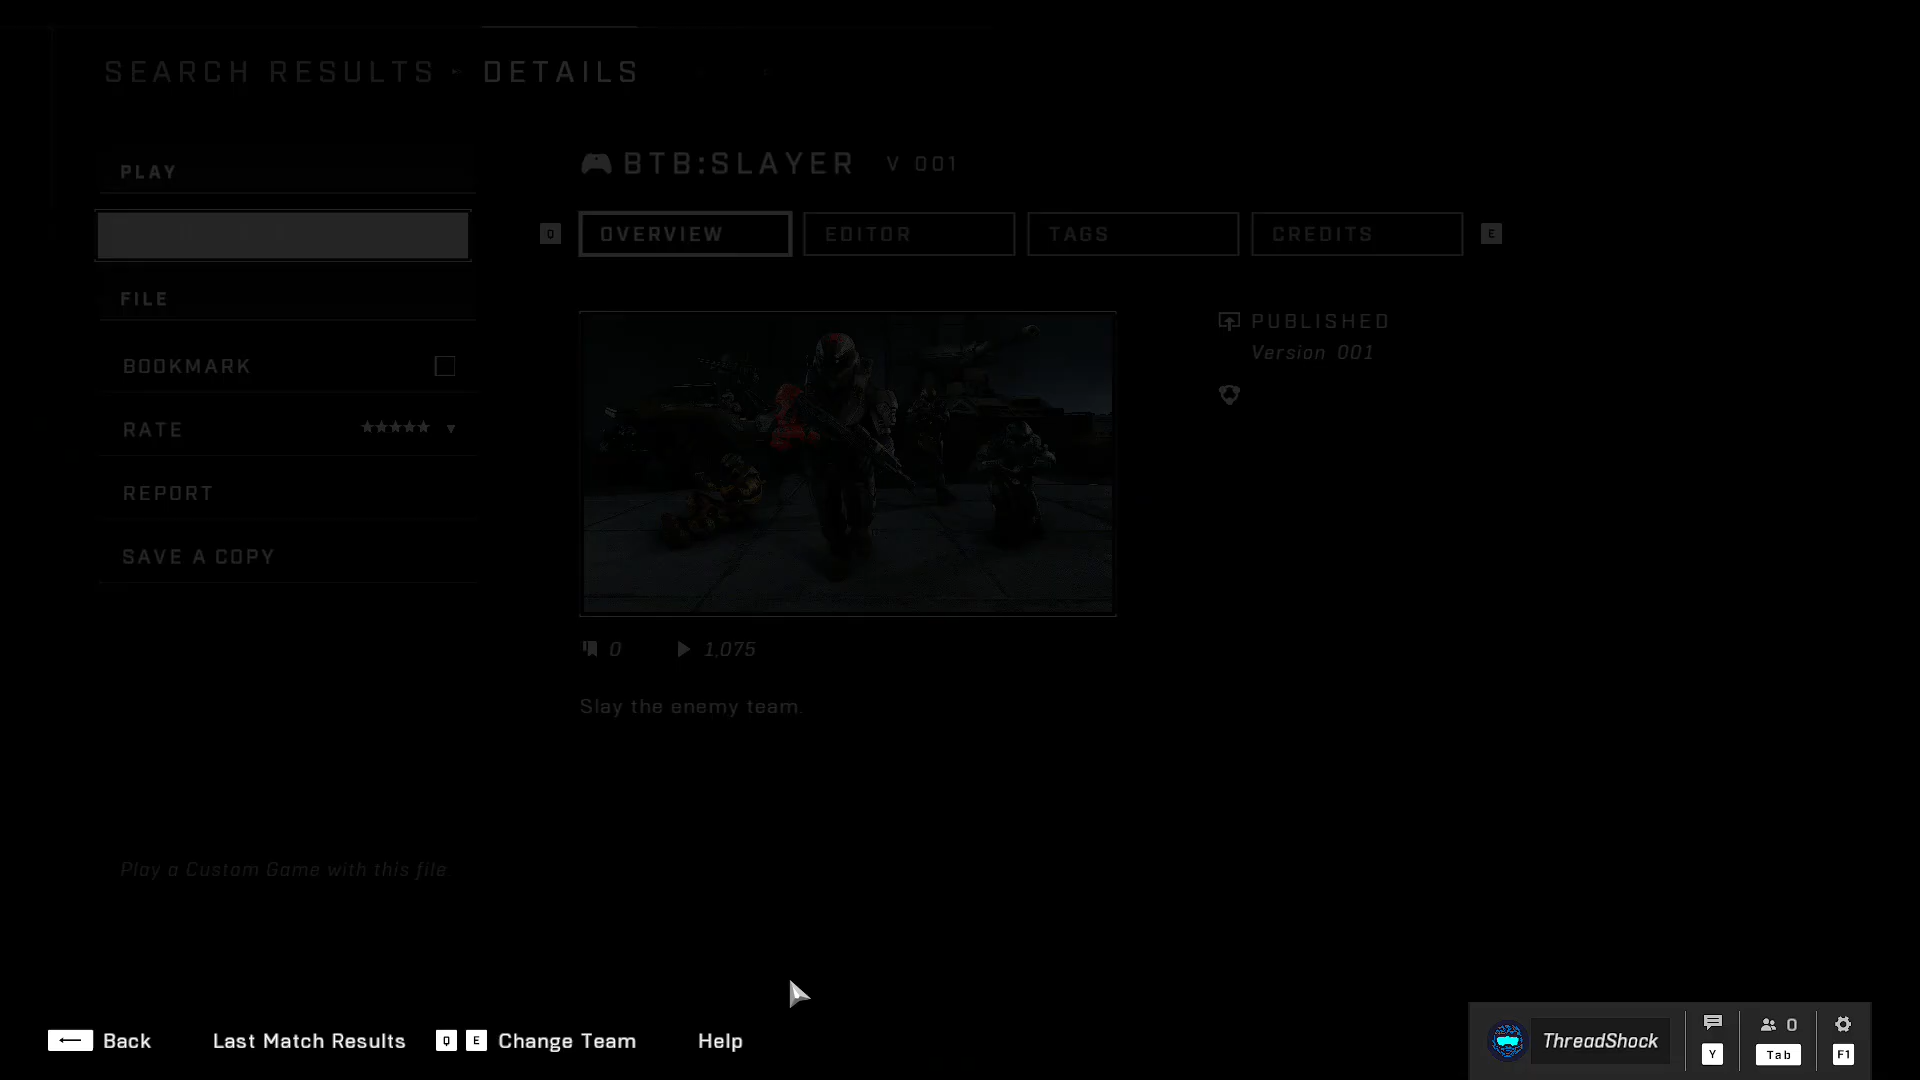 SEARCH RESULTS DETAILS
PLAY
FILE
BOOKMARK
RATE
REPORT
SAVE A COPY
Play a Custom Game with this file.
BTB:SLAYER V 001
Q OVERVIEW EDITOR TAGS CREDITS E
PUBLISHED
Version 001
0 1,075
Slay the enemy team.
Back Last Match Results Q E Change Team Help
ThreadShock
Y
0
Tab
F1